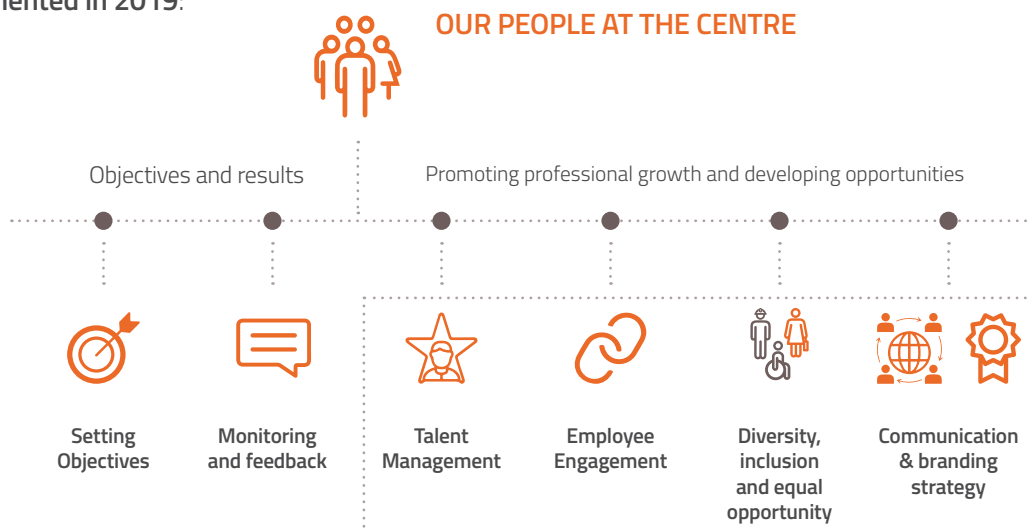 in 2019:
OUR PEOPLE AT THE CENTRE
Objectives and results
Promoting professional growth and developing opportunities
Setting
Objectives
Monitoring
and feedback
Talent
Management
Employee
Engagement
Diversity,
inclusion
and equal
opportunity
Communication
& branding
strategy